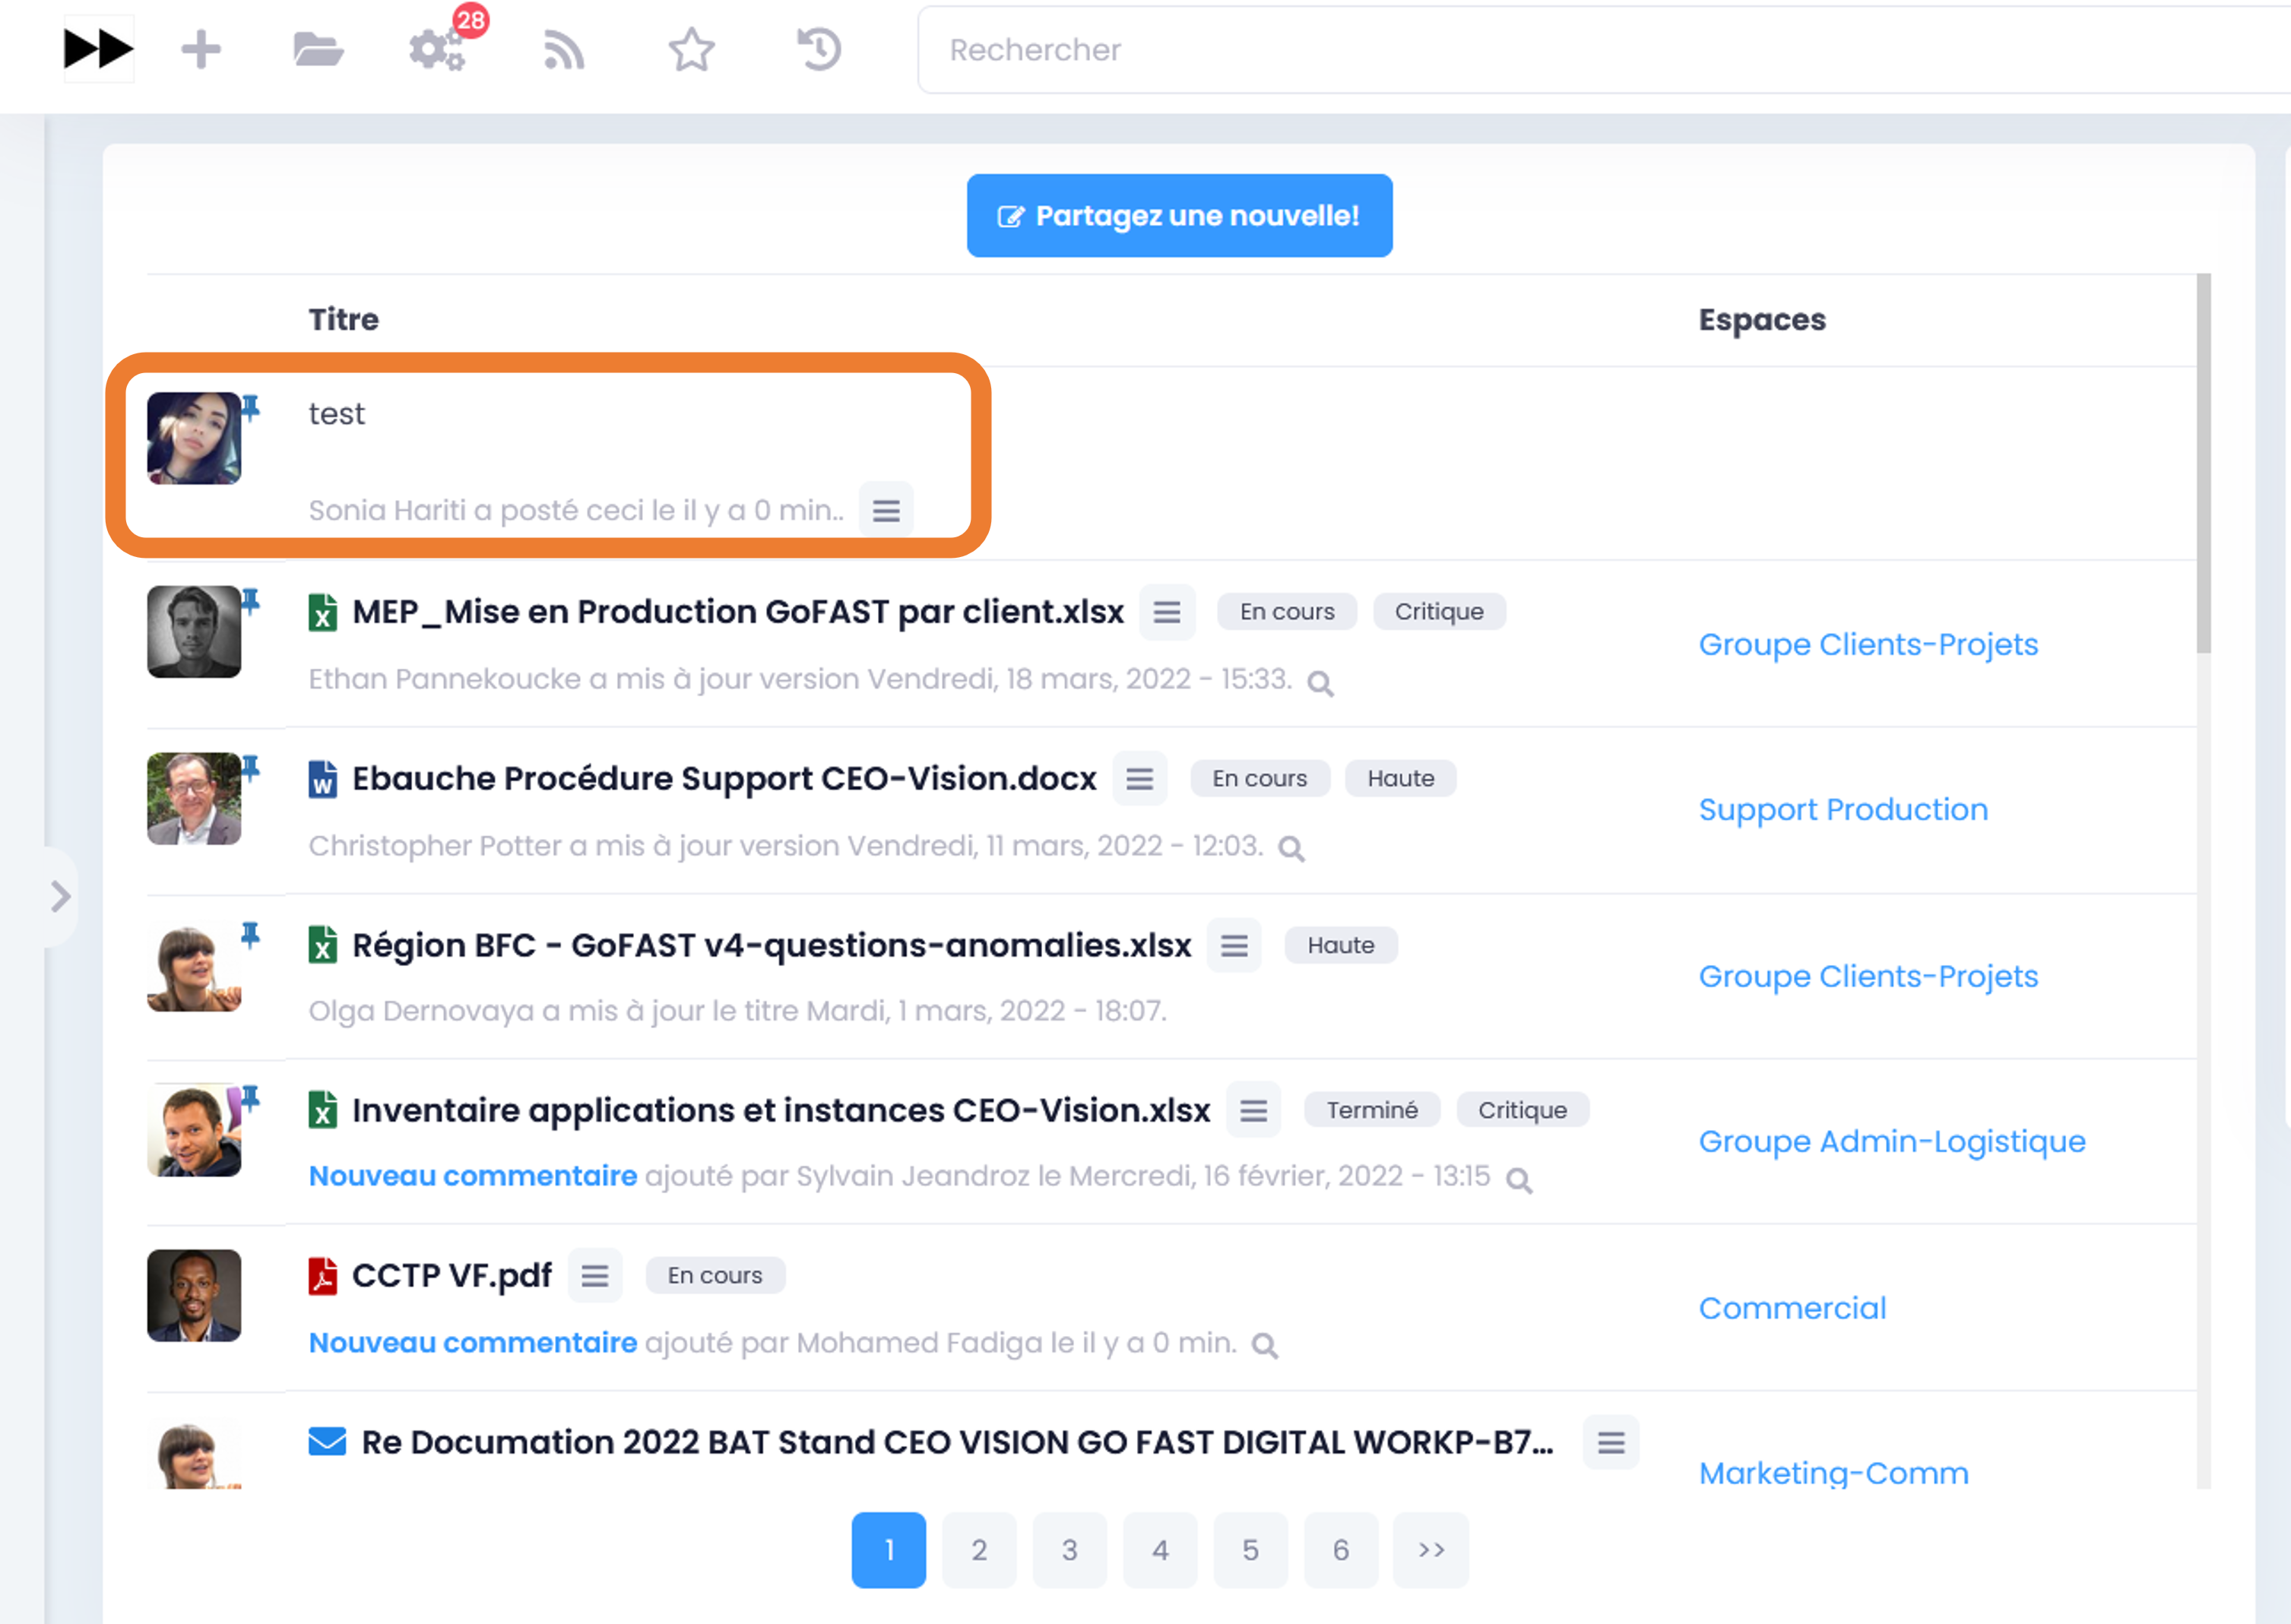 28
Rechercher
Partagez une nouvelle!
Titre
Espaces
test
Sonia Hariti a posté ceci le il y a 0 min..
MEP_Mise en Production GoFAST par client.xlsx En cours Critique
Groupe Clients-Projets
Ethan Pannekoucke a mis à jour version Vendredi, 18 mars, 2022 - 15:33.
Ebauche Procédure Support CEO-Vision.docx En cours Haute
Support Production
Christopher Potter a mis à jour version Vendredi, 11 mars, 2022 - 12:03.
Région BFC - GoFAST v4-questions-anomalies.xlsx Haute
Groupe Clients-Projets
Olga Dernovaya a mis à jour le titre Mardi, 1 mars, 2022 - 18:07.
Inventaire applications et instances CEO-Vision.xlsx Terminé Critique
Groupe Admin-Logistique
Nouveau commentaire ajouté par Sylvain Jeandroz le Mercredi, 16 février, 2022 - 13:15
CCTP VF.pdf En cours
Commercial
Nouveau commentaire ajouté par Mohamed Fadiga le il y a 0 min.
Re Documation 2022 BAT Stand CEO VISION GO FAST DIGITAL WORKP-B7...
Marketing-Comm
1 2 3 4 5 6 >>